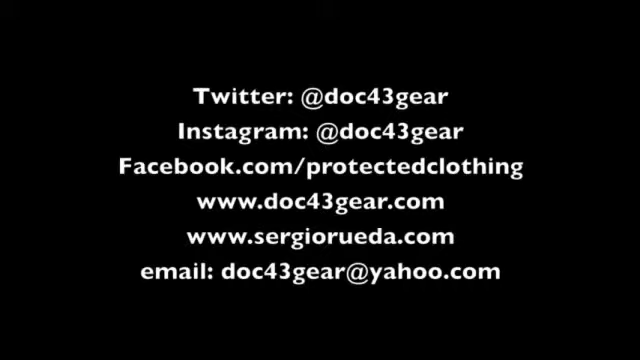 Twitter: @doc43gear
Instagram: @doc43gear
Facebook.com/protectedclothing
www.doc43gear.com
www.sergiorueda.com
email: doc43gear@yahoo.com